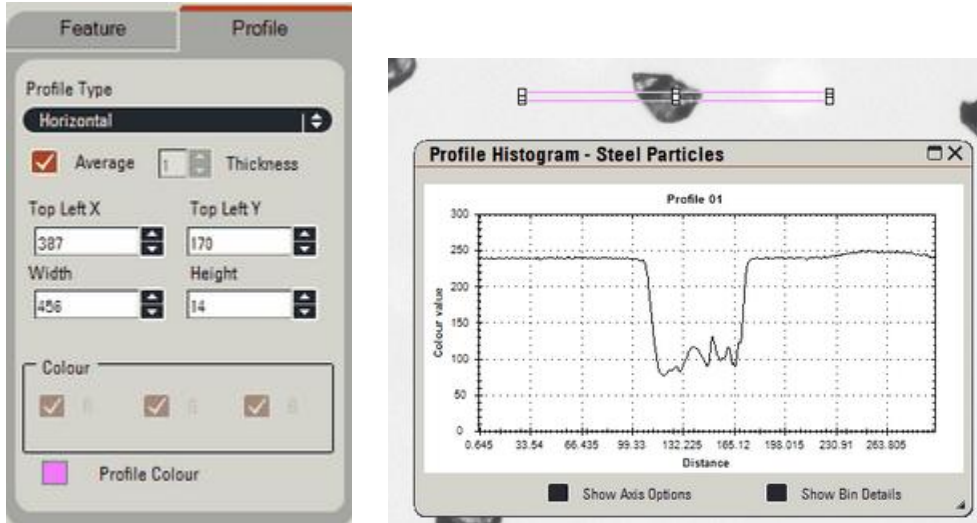 Feature Profile
Profile Type
Horizontal
Average 1 Thickness
Top Left X Top Left Y
387 170
Width Height
456 14
Colour
Profile Colour
Profile Histogram - Steel Particles
Profile 01
300
250
200
150
100
50
0
Colour value
0.645 33.54 66.435 99.33 132.225 165.12 198.015 230.91 263.805
Distance
Show Axis Options Show Bin Details